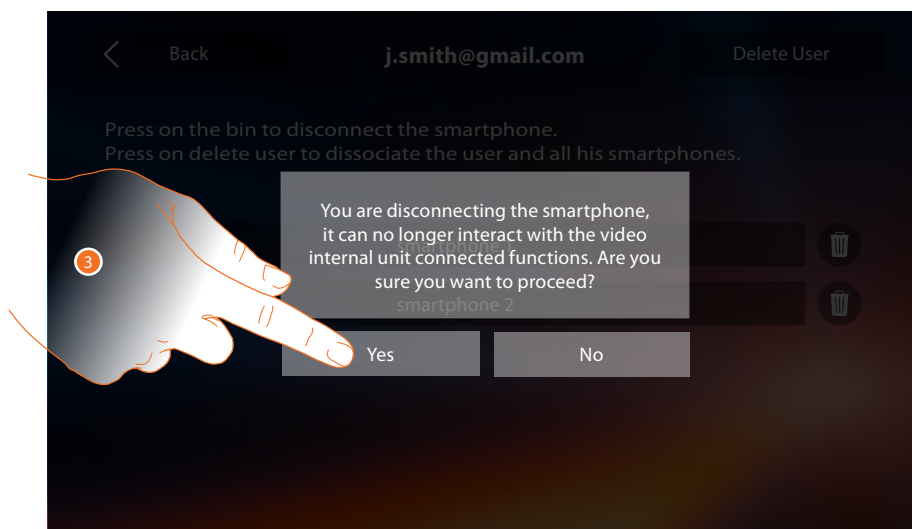 Back
j.smith@gmail.com
Delete User
Press on the bin to disconnect the smartphone.
Press on delete user to dissociate the user and all his smartphones.
You are disconnecting the smartphone,
it can no longer interact with the video
smartphone 1
internal unit connected functions. Are you
sure you want to proceed?
smartphone 2
3
Yes
No